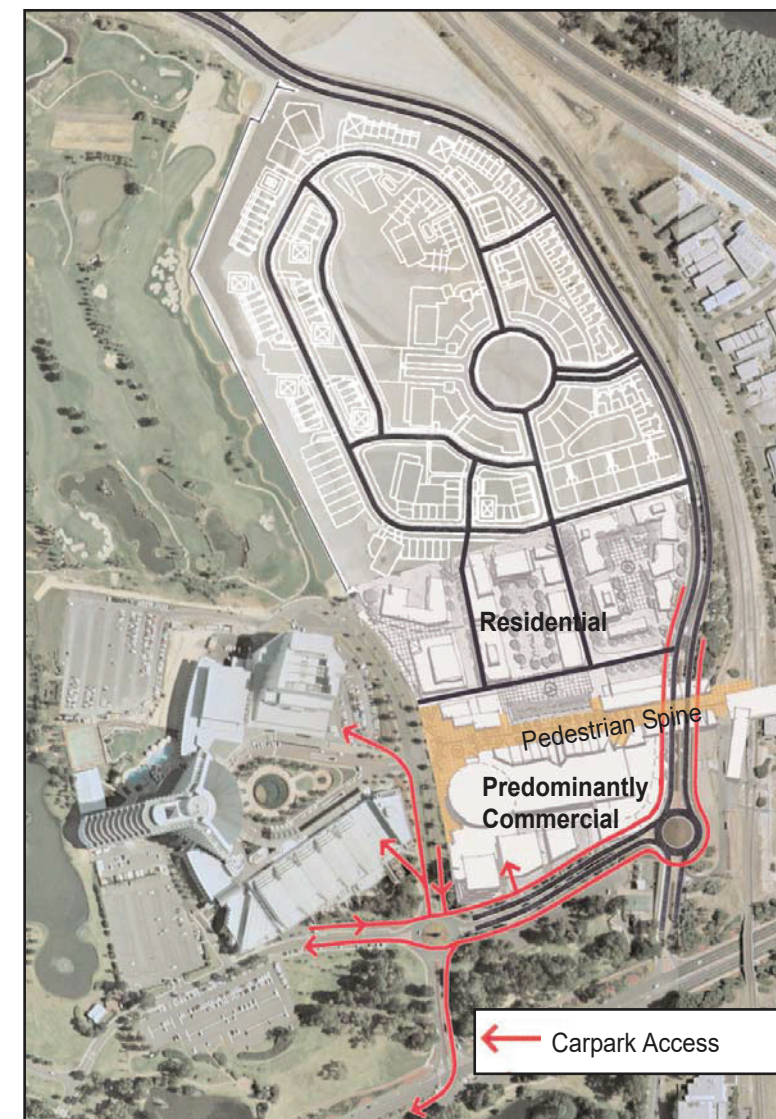 Residential
Pedestrian Spine
Predominantly
Commercial
Carpark Access